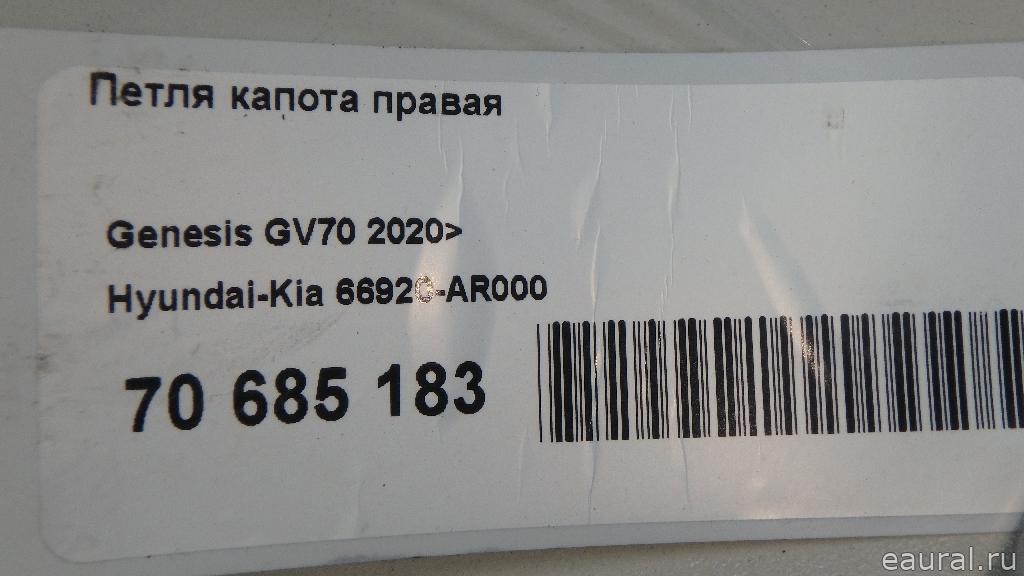 Петля капота правая
Genesis GV70 2020>
Hyundai-Kia 66920-AR000
70 685 183
eaural.ru